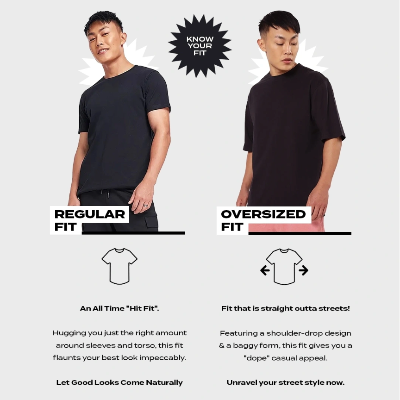 KNOW
YOUR
FIT
REGULAR
FIT
An All Time "Hit Fit".
Hugging you just the right amount
around sleeves and torso, this fit
flaunts your best look impeccably.
Let Good Looks Come Naturally
OVERSIZED
FIT
Fit that is straight outta streets!
Featuring a shoulder-drop design
& a baggy form, this fit gives you a
"dope" casual appeal.
Unravel your street style now.